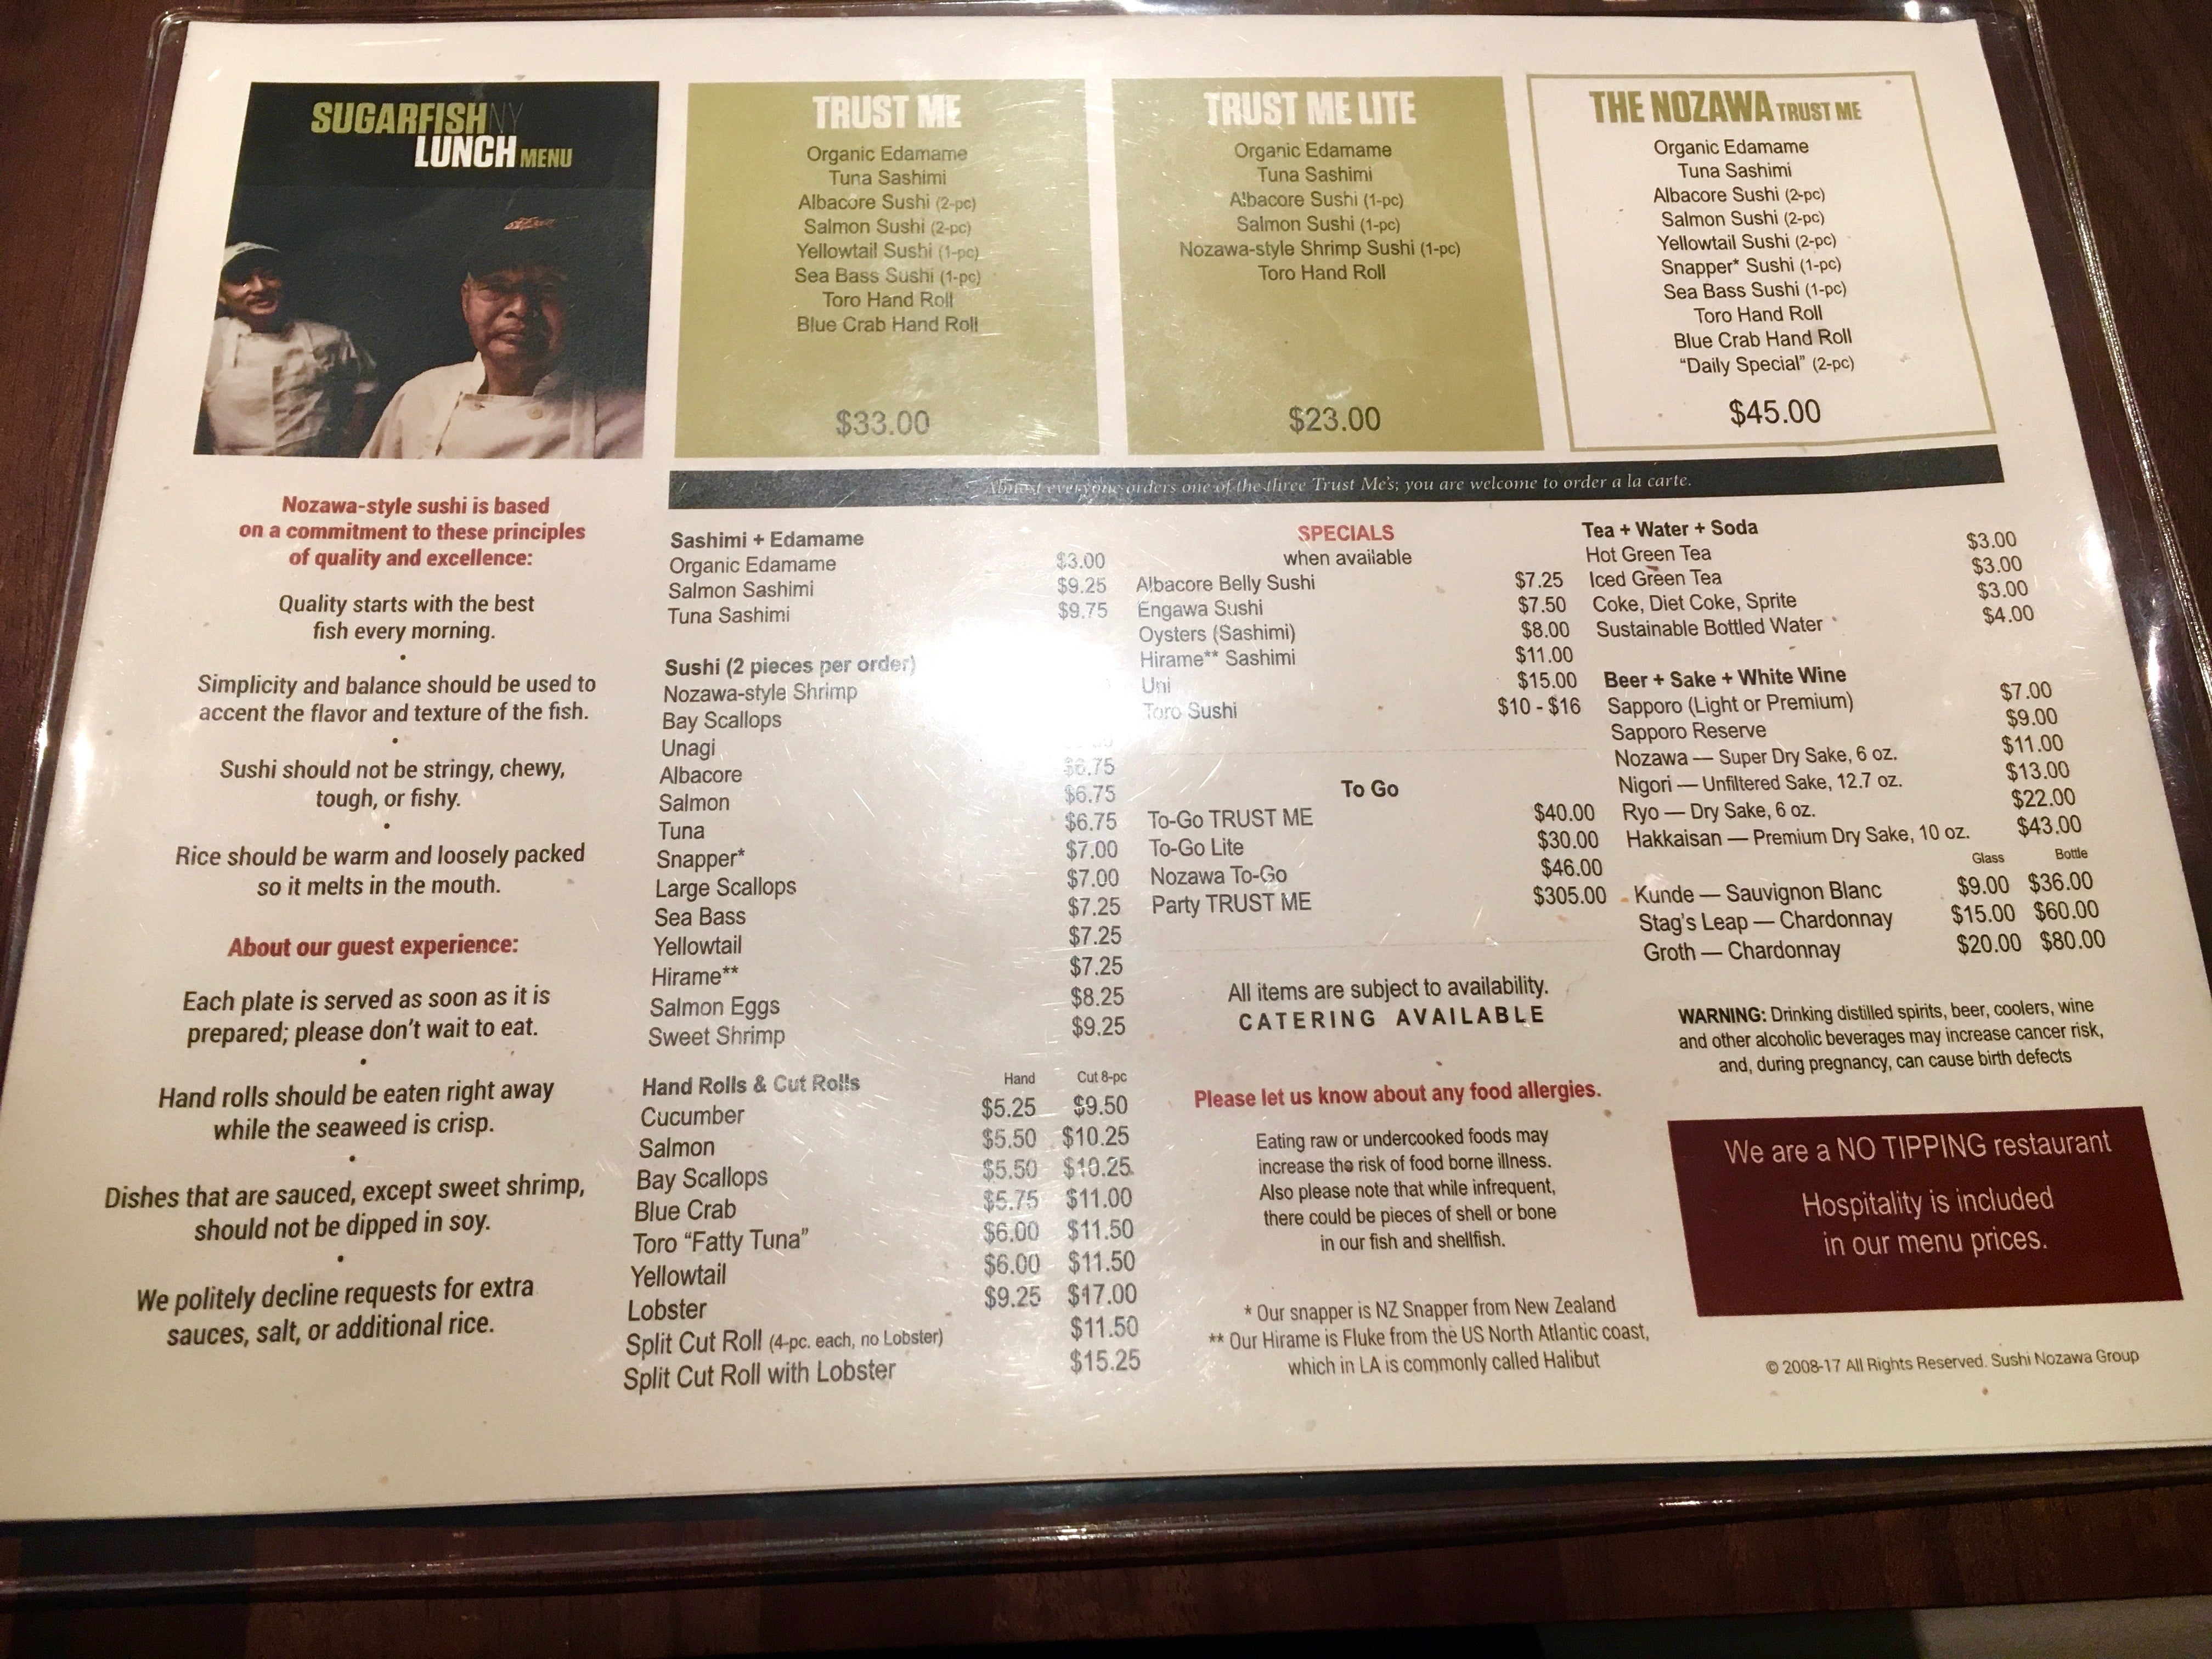 SUGARFISH NY
LUNCH MENU
TRUST ME
Organic Edamame
Tuna Sashimi
Albacore Sushi (2-pc)
Salmon Sushi (2-pc)
Yellowtail Sushi (1-pc)
Sea Bass Sushi (1-pc)
Toro Hand Roll
Blue Crab Hand Roll
$33.00
TRUST ME LITE
Organic Edamame
Tuna Sashimi
Albacore Sushi (1-pc)
Salmon Sushi (1-pc)
Nozawa-style Shrimp Sushi (1-pc)
Toro Hand Roll
$23.00
THE NOZAWA TRUST ME
Organic Edamame
Tuna Sashimi
Albacore Sushi (2-pc)
Salmon Sushi (2-pc)
Yellowtail Sushi (2-pc)
Snapper* Sushi (1-pc)
Sea Bass Sushi (1-pc)
Toro Hand Roll
Blue Crab Hand Roll
“Daily Special” (2-pc)
$45.00
Almost everyone orders one of the three Trust Me's; you are welcome to order a la carte.
Nozawa-style sushi is based
on a commitment to these principles
of quality and excellence:
Quality starts with the best
fish every morning.
•
Simplicity and balance should be used to
accent the flavor and texture of the fish.
•
Sushi should not be stringy, chewy,
tough, or fishy.
•
Rice should be warm and loosely packed
so it melts in the mouth.
About our guest experience:
Each plate is served as soon as it is
prepared; please don't wait to eat.
•
Hand rolls should be eaten right away
while the seaweed is crisp.
•
Dishes that are sauced, except sweet shrimp,
should not be dipped in soy.
•
We politely decline requests for extra
sauces, salt, or additional rice.
Sashimi + Edamame
Organic Edamame $3.00
Salmon Sashimi $9.25
Tuna Sashimi $9.75
Sushi (2 pieces per order)
Nozawa-style Shrimp
Bay Scallops
Unagi
Albacore $6.75
Salmon $6.75
Tuna $6.75
Snapper* $7.00
Large Scallops $7.00
Sea Bass $7.25
Yellowtail $7.25
Hirame** $7.25
Salmon Eggs $8.25
Sweet Shrimp $9.25
Hand Rolls & Cut Rolls Hand Cut 8-pc
Cucumber $5.25 $9.50
Salmon $5.50 $10.25
Bay Scallops $5.50 $10.25
Blue Crab $5.75 $11.00
Toro “Fatty Tuna” $6.00 $11.50
Yellowtail $6.00 $11.50
Lobster $9.25 $17.00
Split Cut Roll (4-pc. each, no Lobster) $11.50
Split Cut Roll with Lobster $15.25
SPECIALS
when available
Albacore Belly Sushi $7.25
Engawa Sushi $7.50
Oysters (Sashimi) $8.00
Hirame** Sashimi $11.00
Uni $15.00
Toro Sushi $10 - $16
To Go
To-Go TRUST ME $40.00
To-Go Lite $30.00
Nozawa To-Go $46.00
Party TRUST ME $305.00
All items are subject to availability.
CATERING AVAILABLE
Please let us know about any food allergies.
Eating raw or undercooked foods may
increase the risk of food borne illness.
Also please note that while infrequent,
there could be pieces of shell or bone
in our fish and shellfish.
* Our snapper is NZ Snapper from New Zealand
** Our Hirame is Fluke from the US North Atlantic coast,
which in LA is commonly called Halibut
Tea + Water + Soda
Hot Green Tea $3.00
Iced Green Tea $3.00
Coke, Diet Coke, Sprite $3.00
Sustainable Bottled Water $4.00
Beer + Sake + White Wine
Sapporo (Light or Premium) $7.00
Sapporo Reserve $9.00
Nozawa — Super Dry Sake, 6 oz. $11.00
Nigori — Unfiltered Sake, 12.7 oz. $13.00
Ryo — Dry Sake, 6 oz. $22.00
Hakkaisan — Premium Dry Sake, 10 oz. $43.00
Glass Bottle
Kunde — Sauvignon Blanc $9.00 $36.00
Stag's Leap — Chardonnay $15.00 $60.00
Groth — Chardonnay $20.00 $80.00
WARNING: Drinking distilled spirits, beer, coolers, wine
and other alcoholic beverages may increase cancer risk,
and, during pregnancy, can cause birth defects
We are a NO TIPPING restaurant
Hospitality is included
in our menu prices.
© 2008-17 All Rights Reserved. Sushi Nozawa Group